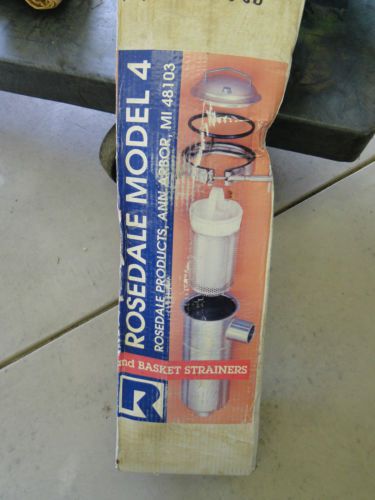 ROSEDALE MODEL 4
ROSEDALE PRODUCTS, ANN ARBOR, MI 48103
and BASKET STRAINERS